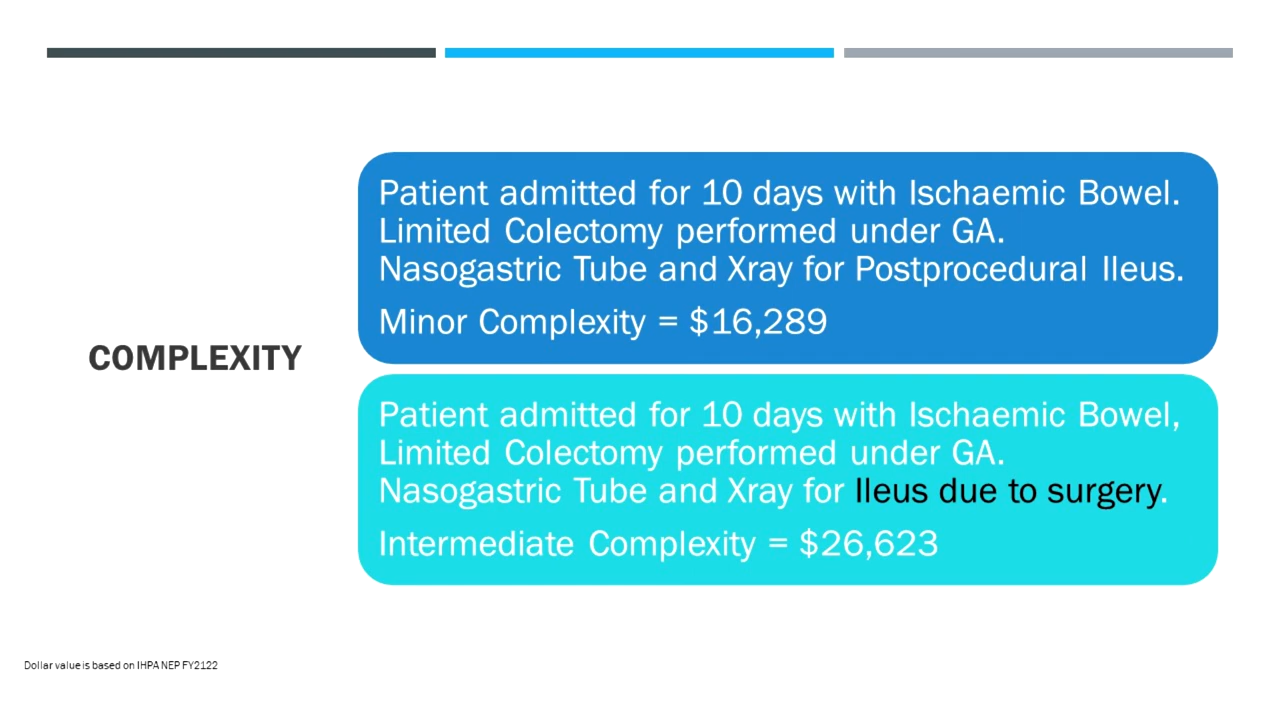 Patient admitted for 10 days with Ischaemic Bowel.
Limited Colectomy performed under GA.
Nasogastric Tube and Xray for Postprocedural Ileus.
Minor Complexity = $16,289
COMPLEXITY
Patient admitted for 10 days with Ischaemic Bowel,
Limited Colectomy performed under GA.
Nasogastric Tube and Xray for Ileus due to surgery.
Intermediate Complexity = $26,623
Dollar value is based on IHPA NEP FY2122